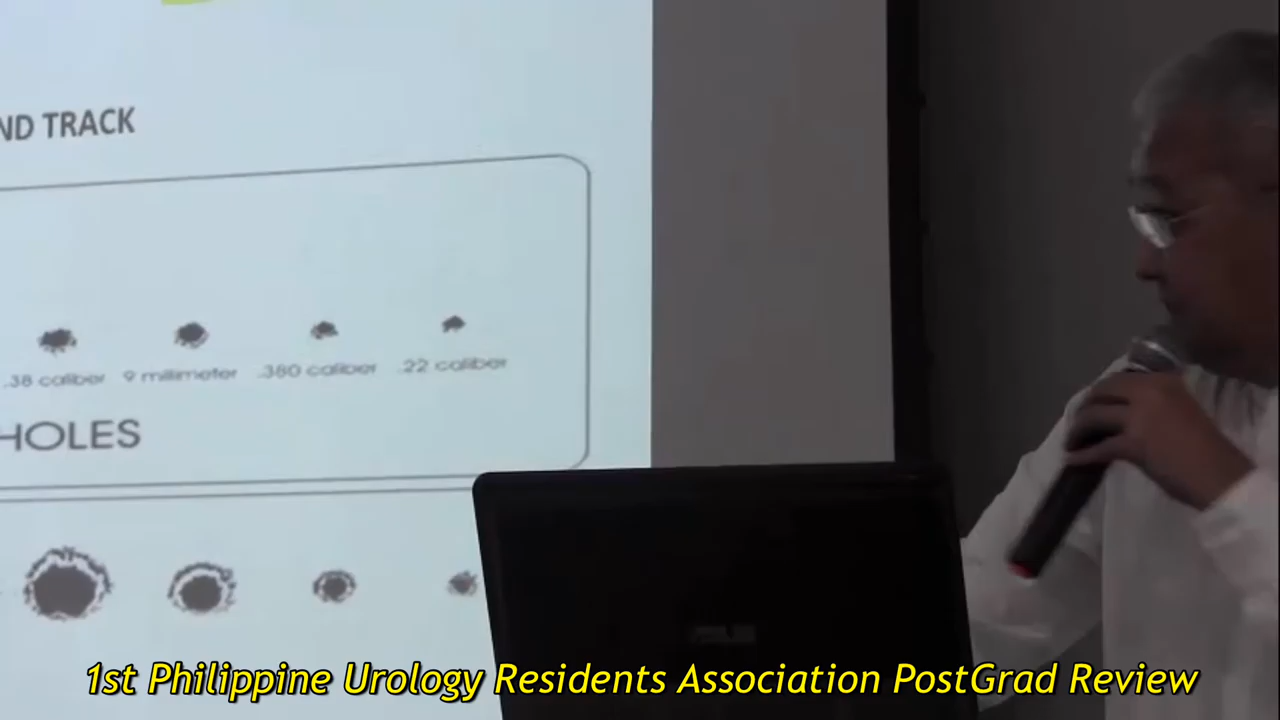 ND TRACK
.38 caliber 9 millimeter .380 caliber .22 caliber
HOLES
1st Philippine Urology Residents Association PostGrad Review